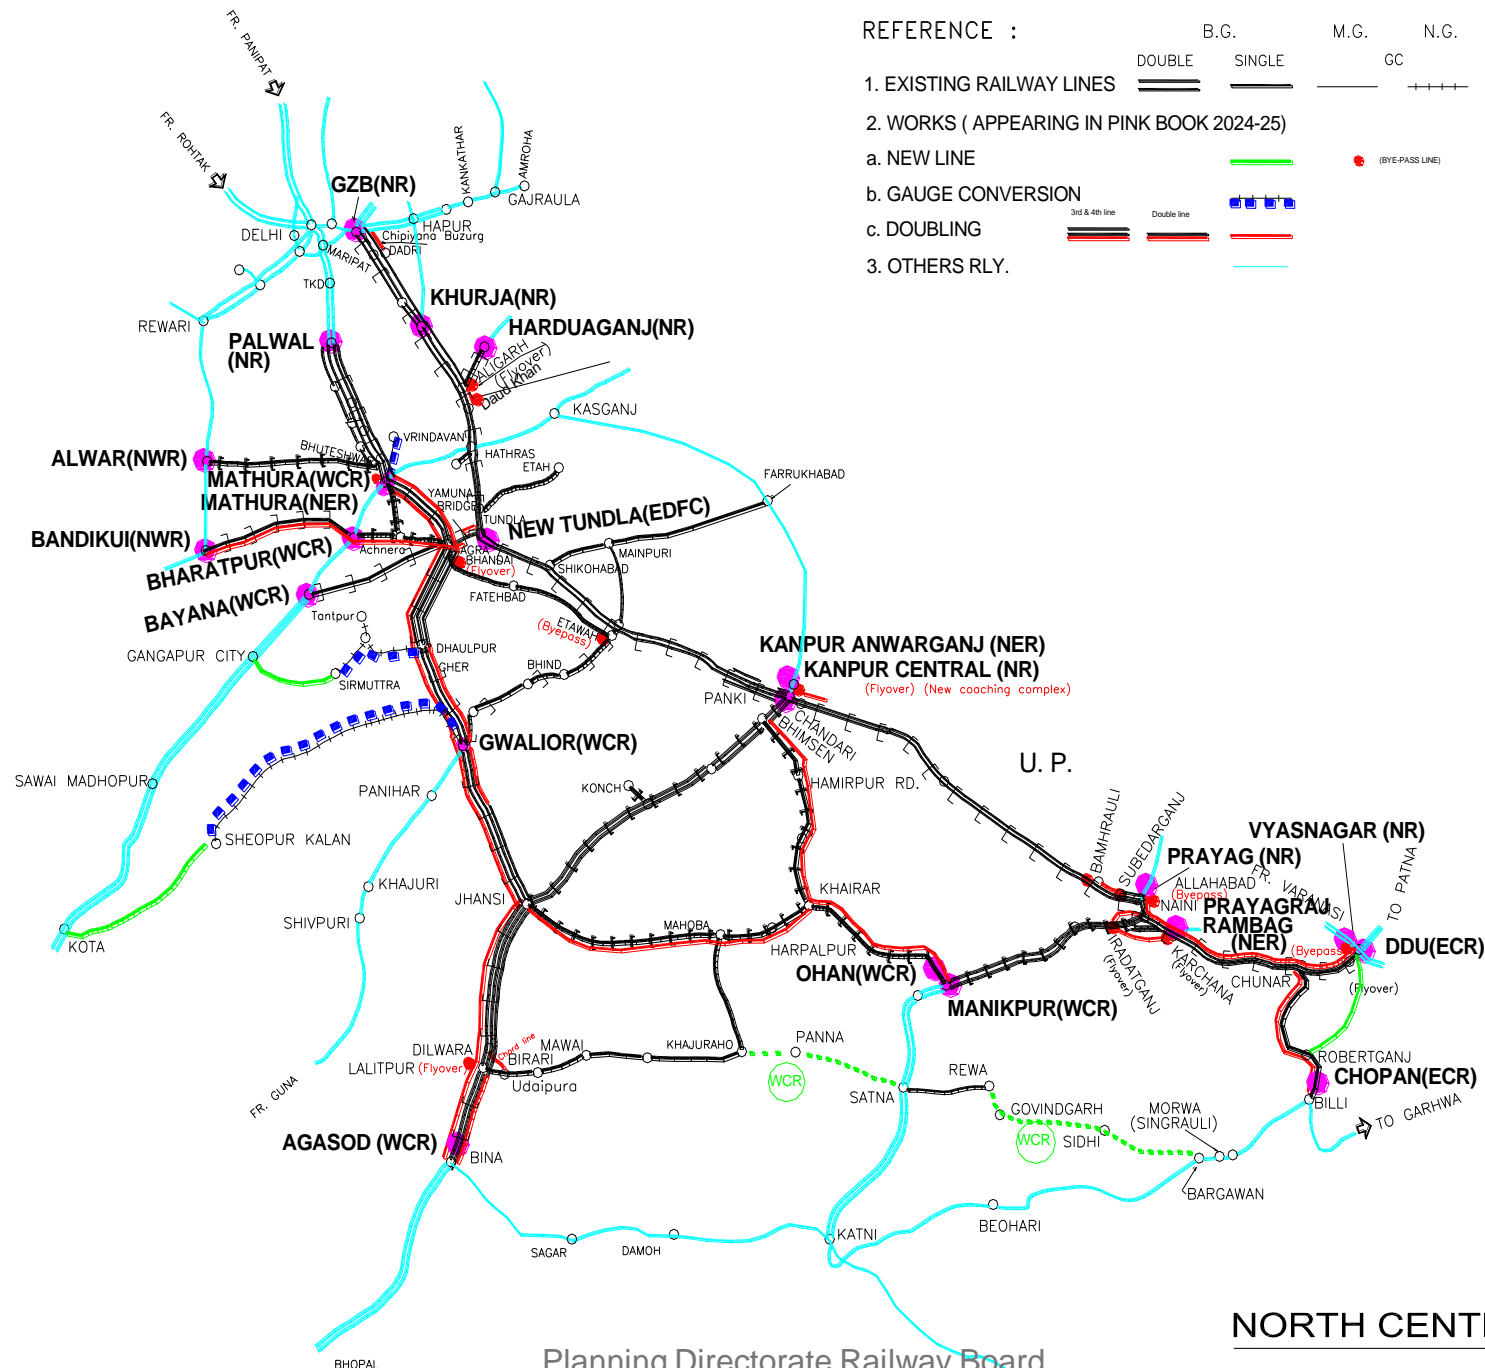 REFERENCE :
B.G.
M.G.
N.G.
DOUBLE
SINGLE
GC
1. EXISTING RAILWAY LINES
2. WORKS ( APPEARING IN PINK BOOK 2024-25)
a. NEW LINE
(BYE-PASS LINE)
b. GAUGE CONVERSION
3rd & 4th line
Double line
c. DOUBLING
3. OTHERS RLY.
FR. PANIPAT
FR. ROHTAK
GZB(NR)
KANKATHAR
AMROHA
GAJRAULA
HAPUR
DELHI
Chipiyana Buzurg
DADRI
MARIPAT
TKD
REWARI
KHURJA(NR)
PALWAL
(NR)
HARDUAGANJ(NR)
ALIGARH
(Flyover)
Daud Khan
KASGANJ
VRINDAVAN
BHUTESHWAR
ALWAR(NWR)
HATHRAS
ETAH
FARRUKHABAD
MATHURA(WCR)
MATHURA(NER)
YAMUNA
BRIDGE
TUNDLA
NEW TUNDLA(EDFC)
BANDIKUI(NWR)
BHARATPUR(WCR)
Achnera
AGRA
BHANDAI
(Flyover)
MAINPURI
SHIKOHABAD
BAYANA(WCR)
FATEHBAD
Tantpur
ETAWAH
(Byepass)
GANGAPUR CITY
DHAULPUR
GHER
SIRMUTTRA
BHIND
KANPUR ANWARGANJ (NER)
KANPUR CENTRAL (NR)
(Flyover) (New coaching complex)
PANKI
CHANDARI
BHIMSEN
GWALIOR(WCR)
U. P.
SAWAI MADHOPUR
PANIHAR
KONCH
HAMIRPUR RD.
SHEOPUR KALAN
BAMHRAULI
SUBEDARGANJ
VYASNAGAR (NR)
PRAYAG (NR)
TO PATNA
FR. VARANASI
ALLAHABAD
(Byepass)
NAINI
KHAJURI
JHANSI
KHAIRAR
PRAYAGRAJ
RAMBAG
(NER)
(Byepass)
DDU(ECR)
SHIVPURI
MAHOBA
KOTA
HARPALPUR
OHAN(WCR)
IRADATGANJ
(Flyover)
KARCHANA
(Flyover)
CHUNAR
(Flyover)
MANIKPUR(WCR)
DILWARA
LALITPUR (Flyover)
Chord line
BIRARI
Udaipura
MAWAI
KHAJURAHO
PANNA
WCR
ROBERTGANJ
CHOPAN(ECR)
BILLI
TO GARHWA
FR. GUNA
SATNA
REWA
GOVINDGARH
WCR
SIDHI
MORWA
(SINGRAULI)
AGASOD (WCR)
BINA
BARGAWAN
BEOHARI
KATNI
SAGAR
DAMOH
BHOPAL
NORTH CENT
Planning Directorate Railway Board